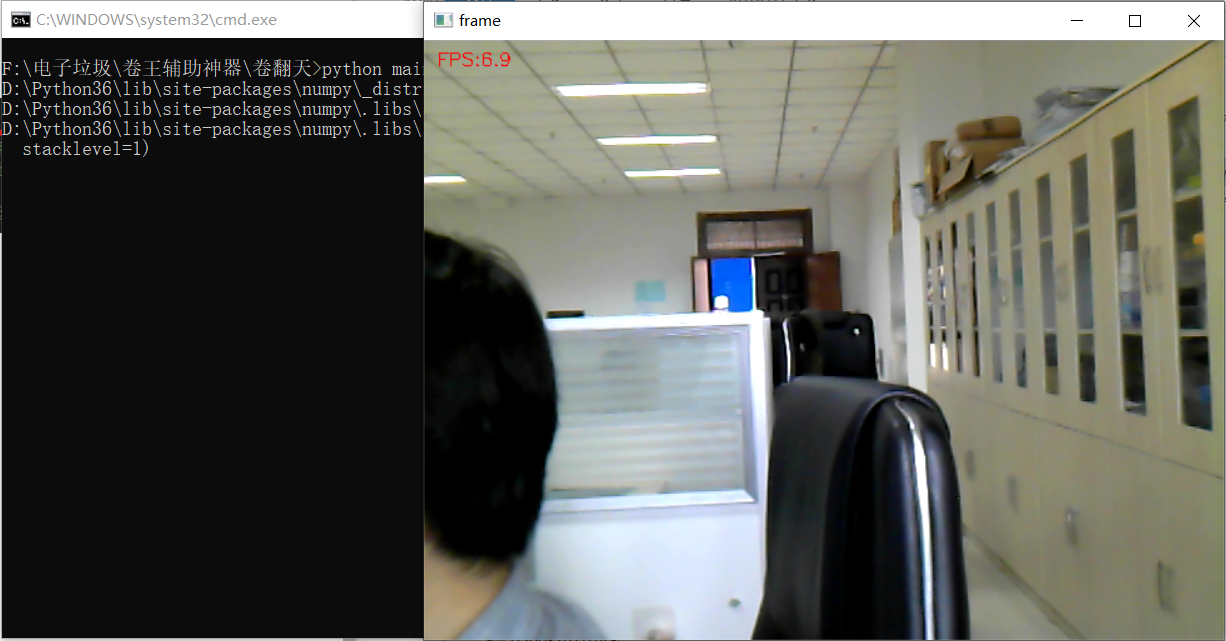 C:\WINDOWS\system32\cmd.exe
F:\电子垃圾\卷王辅助神器\卷翻天>python mai
D:\Python36\lib\site-packages\numpy\_distr
D:\Python36\lib\site-packages\numpy\.libs\
D:\Python36\lib\site-packages\numpy\.libs\
stacklevel=1)
frame
FPS:6.9